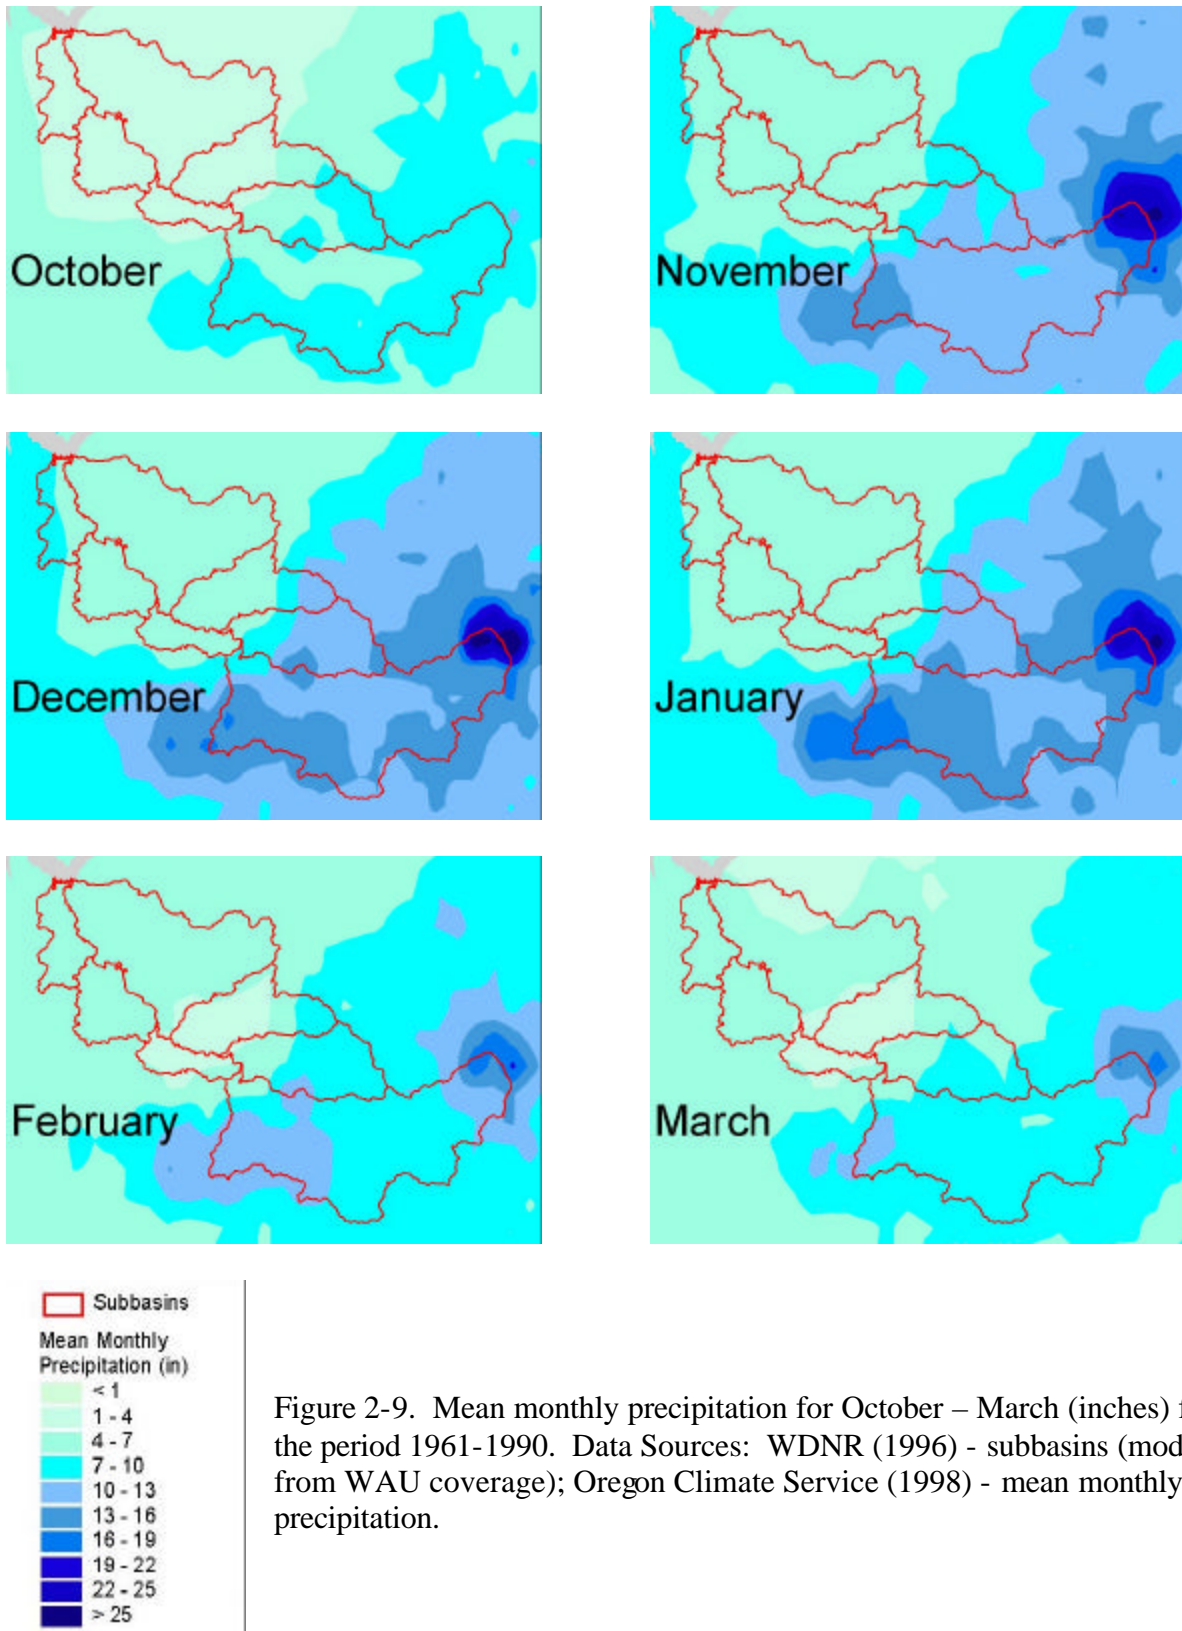 October
November
December
January
February
March
Subbasins
Mean Monthly
Precipitation (in)
< 1
1 - 4
4 - 7
7 - 10
10 - 13
13 - 16
16 - 19
19 - 22
22 - 25
> 25
Figure 2-9. Mean monthly precipitation for October – March (inches) f
the period 1961-1990. Data Sources: WDNR (1996) - subbasins (mod
from WAU coverage); Oregon Climate Service (1998) - mean monthly
precipitation.